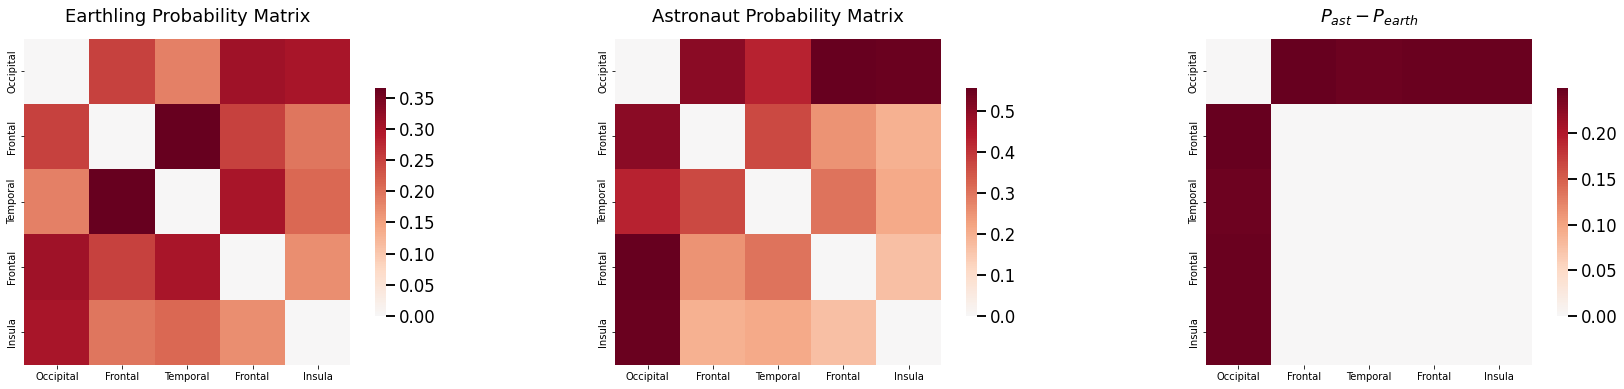 Earthling Probability Matrix
Occipital
Frontal
Temporal
Frontal
Insula
Occipital Frontal Temporal Frontal Insula
0.35
0.30
0.25
0.20
0.15
0.10
0.05
0.00
Astronaut Probability Matrix
Occipital
Frontal
Temporal
Frontal
Insula
Occipital Frontal Temporal Frontal Insula
0.5
0.4
0.3
0.2
0.1
0.0
P_ast − P_earth
Occipital
Frontal
Temporal
Frontal
Insula
Occipital Frontal Temporal Frontal Insula
0.20
0.15
0.10
0.05
0.00